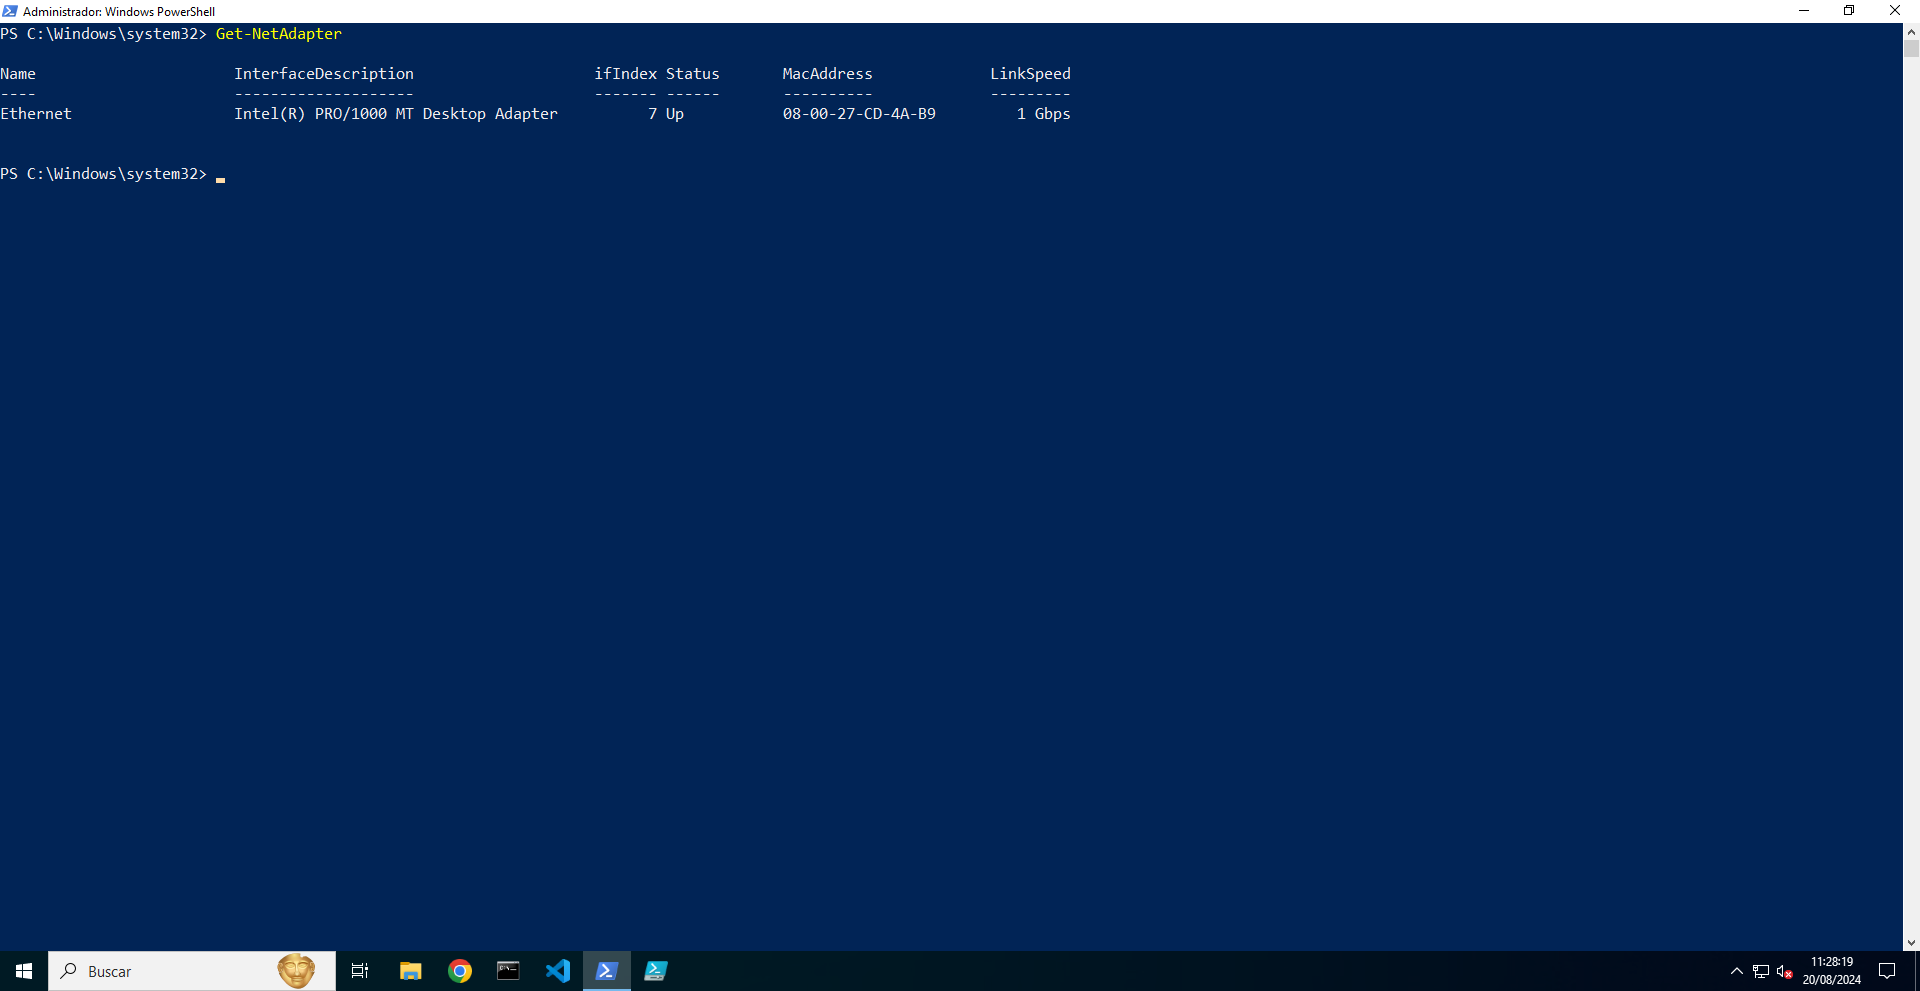 Administrador: Windows PowerShell
PS C:\Windows\system32> Get-NetAdapter
Name                      InterfaceDescription                    ifIndex Status       MacAddress             LinkSpeed
----                      --------------------                    ------- ------       ----------             ---------
Ethernet                  Intel(R) PRO/1000 MT Desktop Adapter          7 Up           08-00-27-CD-4A-B9         1 Gbps
PS C:\Windows\system32>
Buscar
11:28:19
20/08/2024